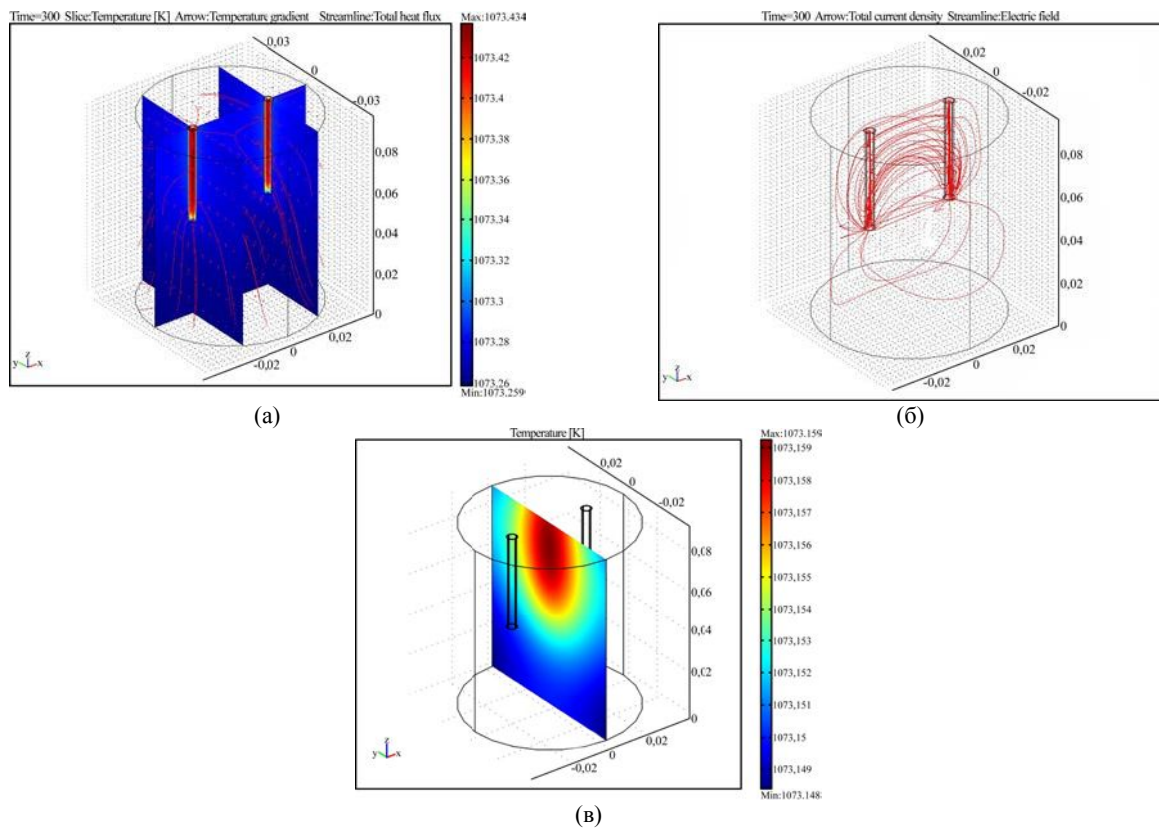 Time=300 Slice:Temperature [K] Arrow:Temperature gradient Streamline:Total heat flux
Max:1073.434
0,03
0
-0,03
0,08
0,06
0,04
0,02
0
0,02
0
-0,02
z
y
x
1073.42
1073.4
1073.38
1073.36
1073.34
1073.32
1073.3
1073.28
1073.26
Min:1073.259
(а)
Time=300 Arrow:Total current density Streamline:Electric field
0,02
0
-0,02
0,08
0,06
0,04
0,02
0
0,02
0
-0,02
z
y
x
(б)
Temperature [K]
0,02
0
-0,02
0,08
0,06
0,04
0,02
0
0,02
0
-0,02
z
y
x
Max:1073.159
1073,159
1073,158
1073,157
1073,156
1073,155
1073,154
1073,153
1073,152
1073,151
1073,15
1073,149
Min:1073.148
(в)